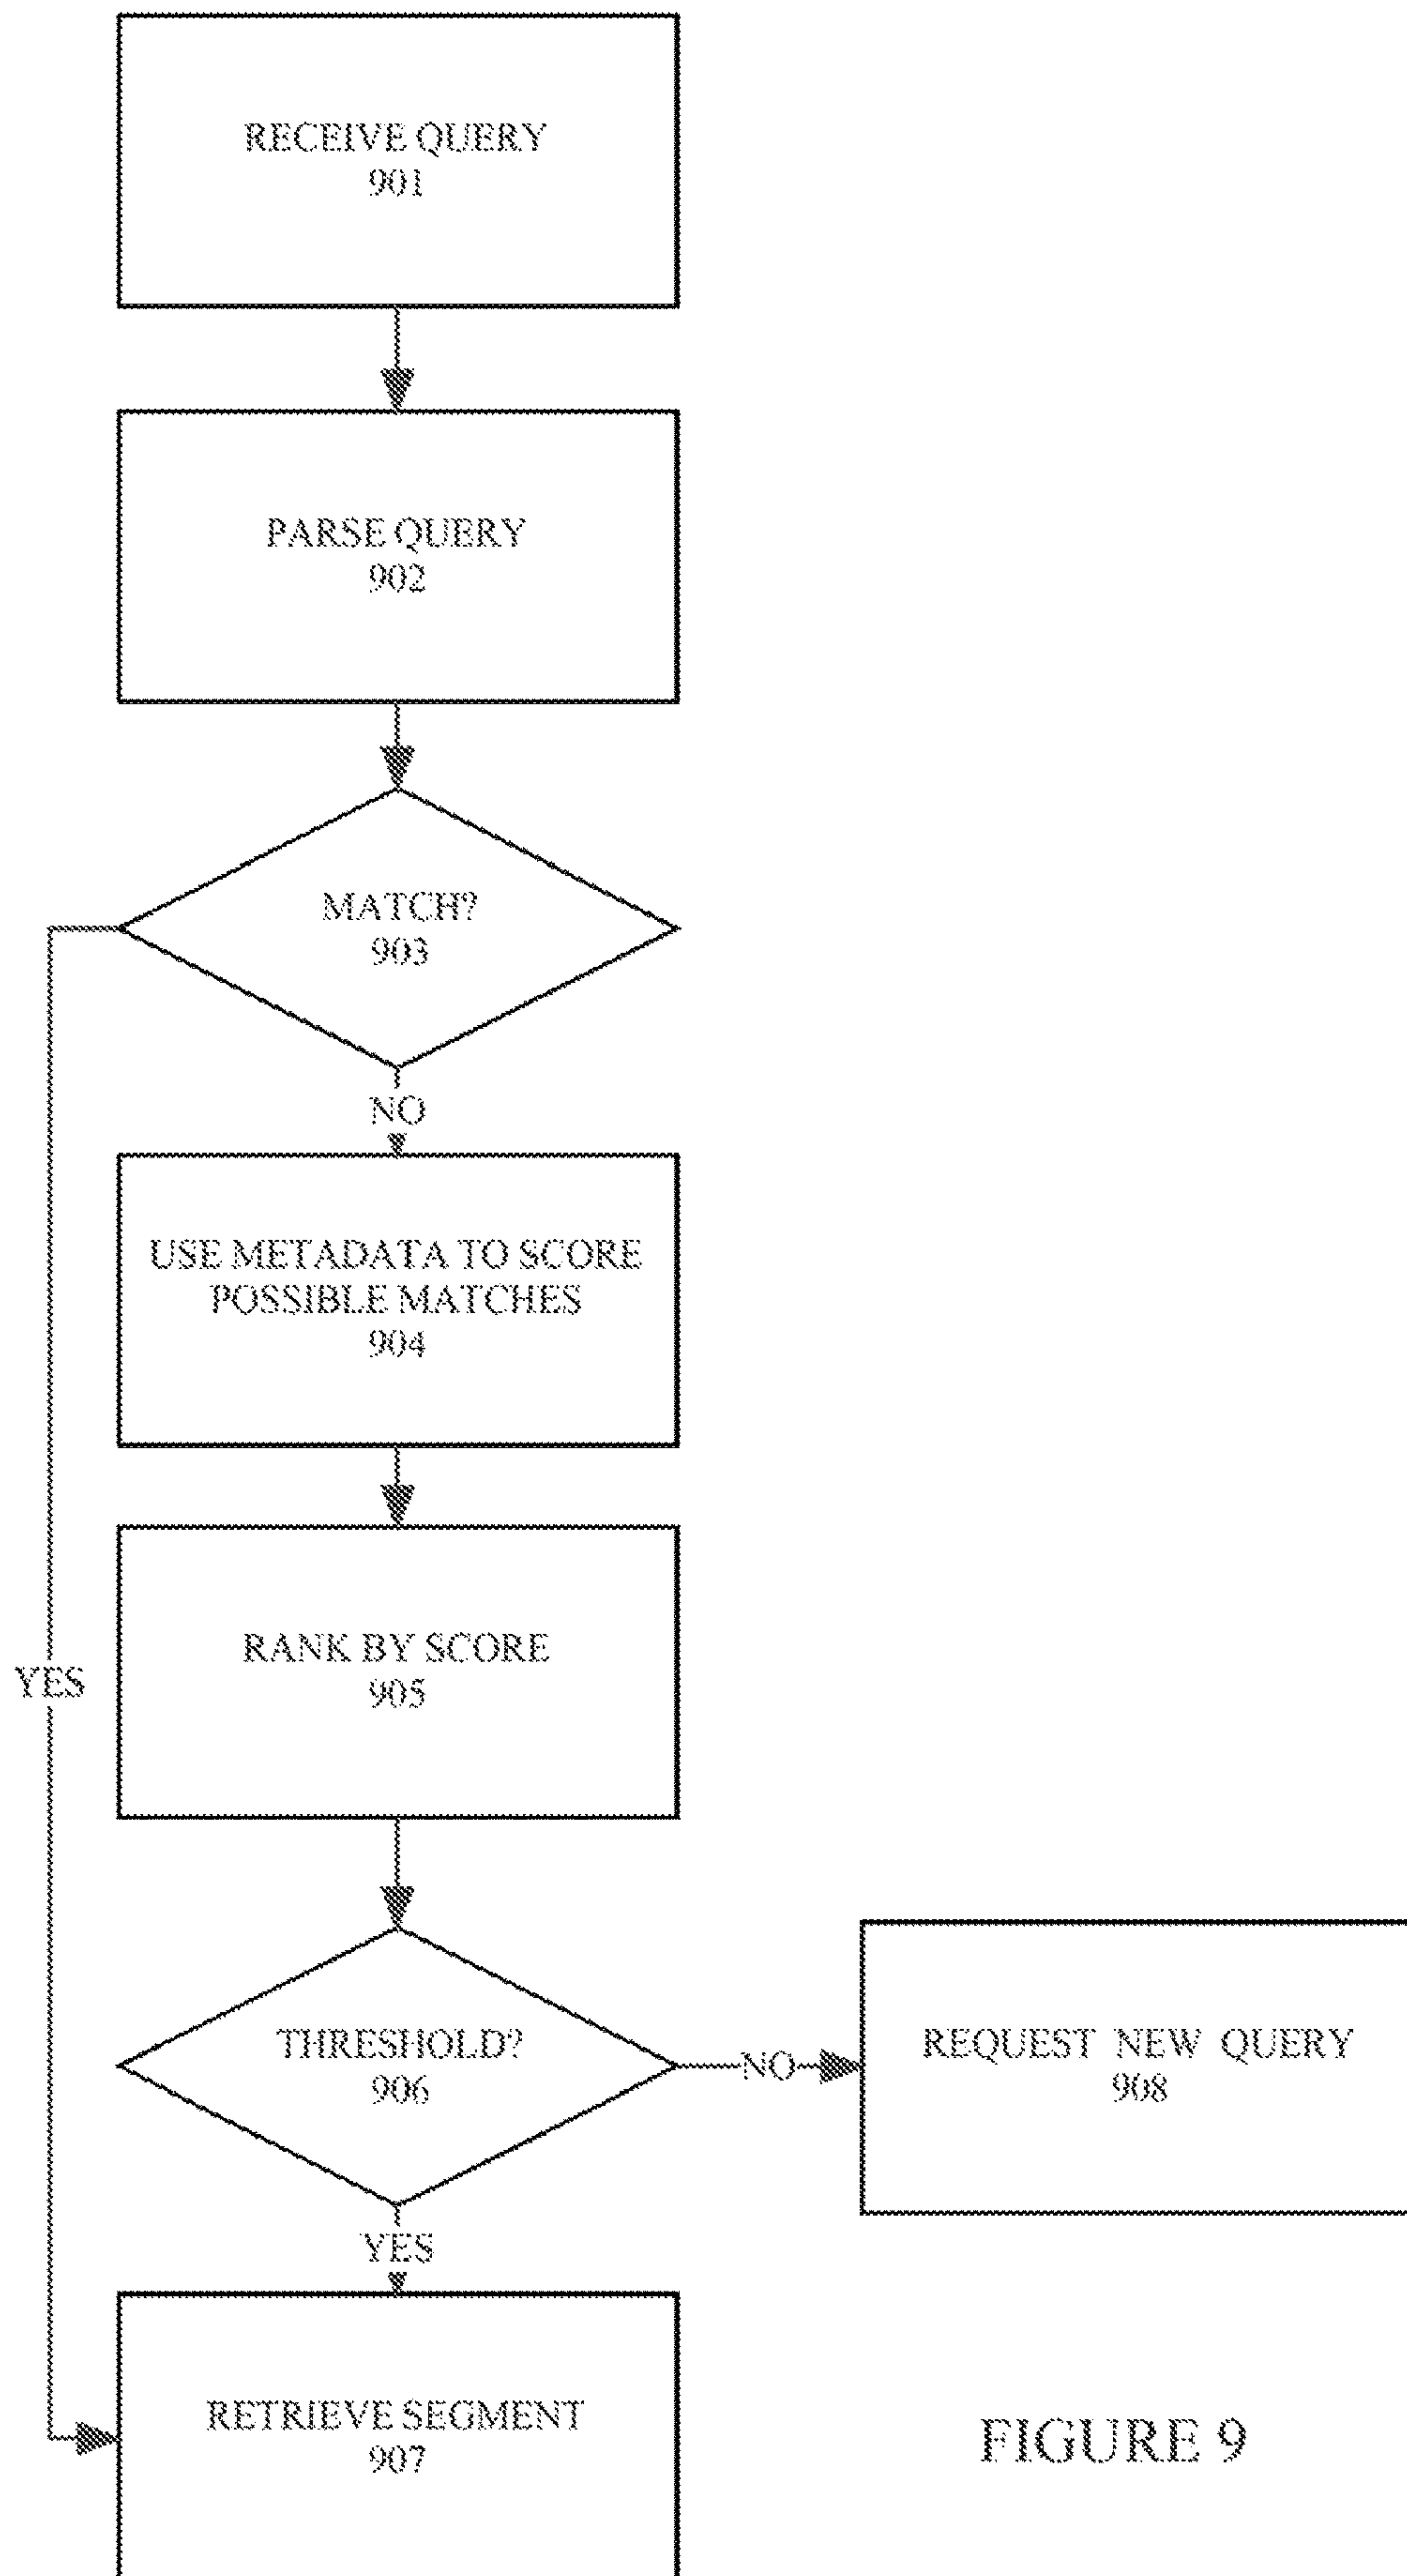 RECEIVE QUERY
901
PARSE QUERY
902
MATCH?
903
NO
USE METADATA TO SCORE
POSSIBLE MATCHES
904
RANK BY SCORE
905
YES
THRESHOLD?
906
NO
REQUEST NEW QUERY
908
YES
RETRIEVE SEGMENT
907
FIGURE 9